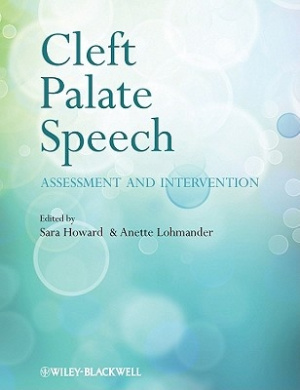 Cleft
Palate
Speech
ASSESSMENT AND INTERVENTION
Edited by
Sara Howard & Anette Lohmander
WILEY-BLACKWELL